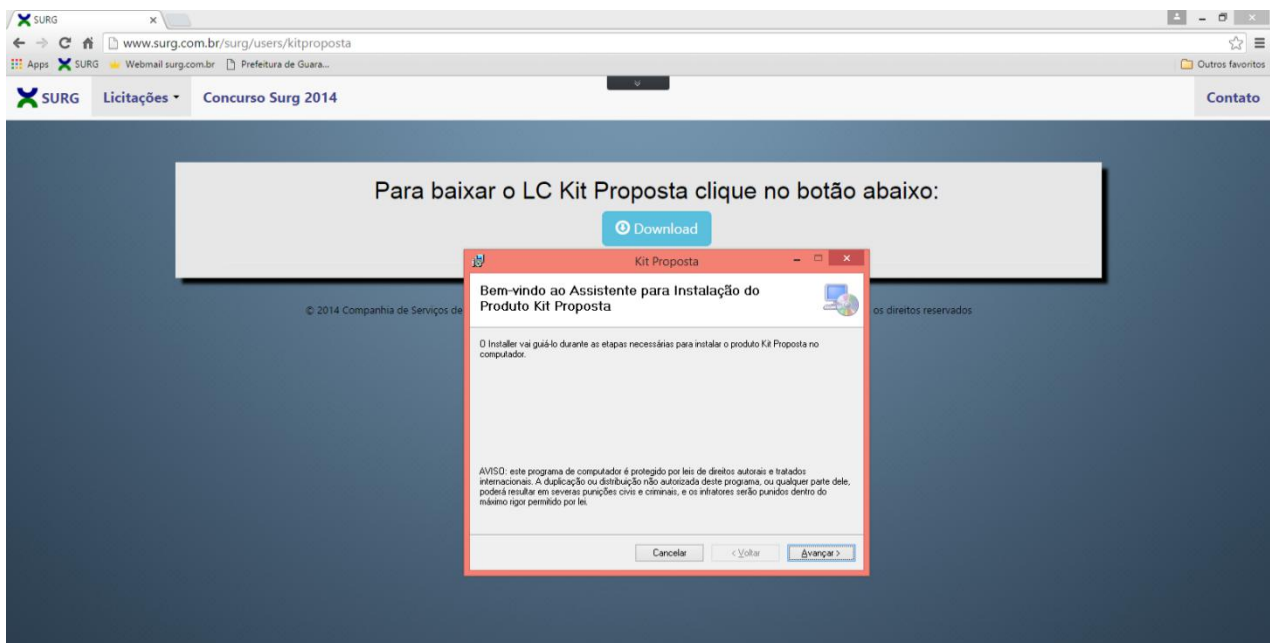 SURG
www.surg.com.br/surg/users/kitproposta
Apps SURG Webmail surg.com.br Prefeitura de Guara... Outros favoritos
SURG Licitações Concurso Surg 2014 Contato
Para baixar o LC Kit Proposta clique no botão abaixo:
Download
Kit Proposta
Bem-vindo ao Assistente para Instalação do
Produto Kit Proposta
© 2014 Companhia de Serviços de os direitos reservados
O Installer vai guiá-lo durante as etapas necessárias para instalar o produto Kit Proposta no
computador.
AVISO: este programa de computador é protegido por leis de direitos autorais e tratados
internacionais. A duplicação ou distribuição não autorizada deste programa, ou qualquer parte dele,
poderá resultar em severas punições civis e criminais, e os infratores serão punidos dentro do
máximo rigor permitido por lei.
Cancelar < Voltar Avançar >